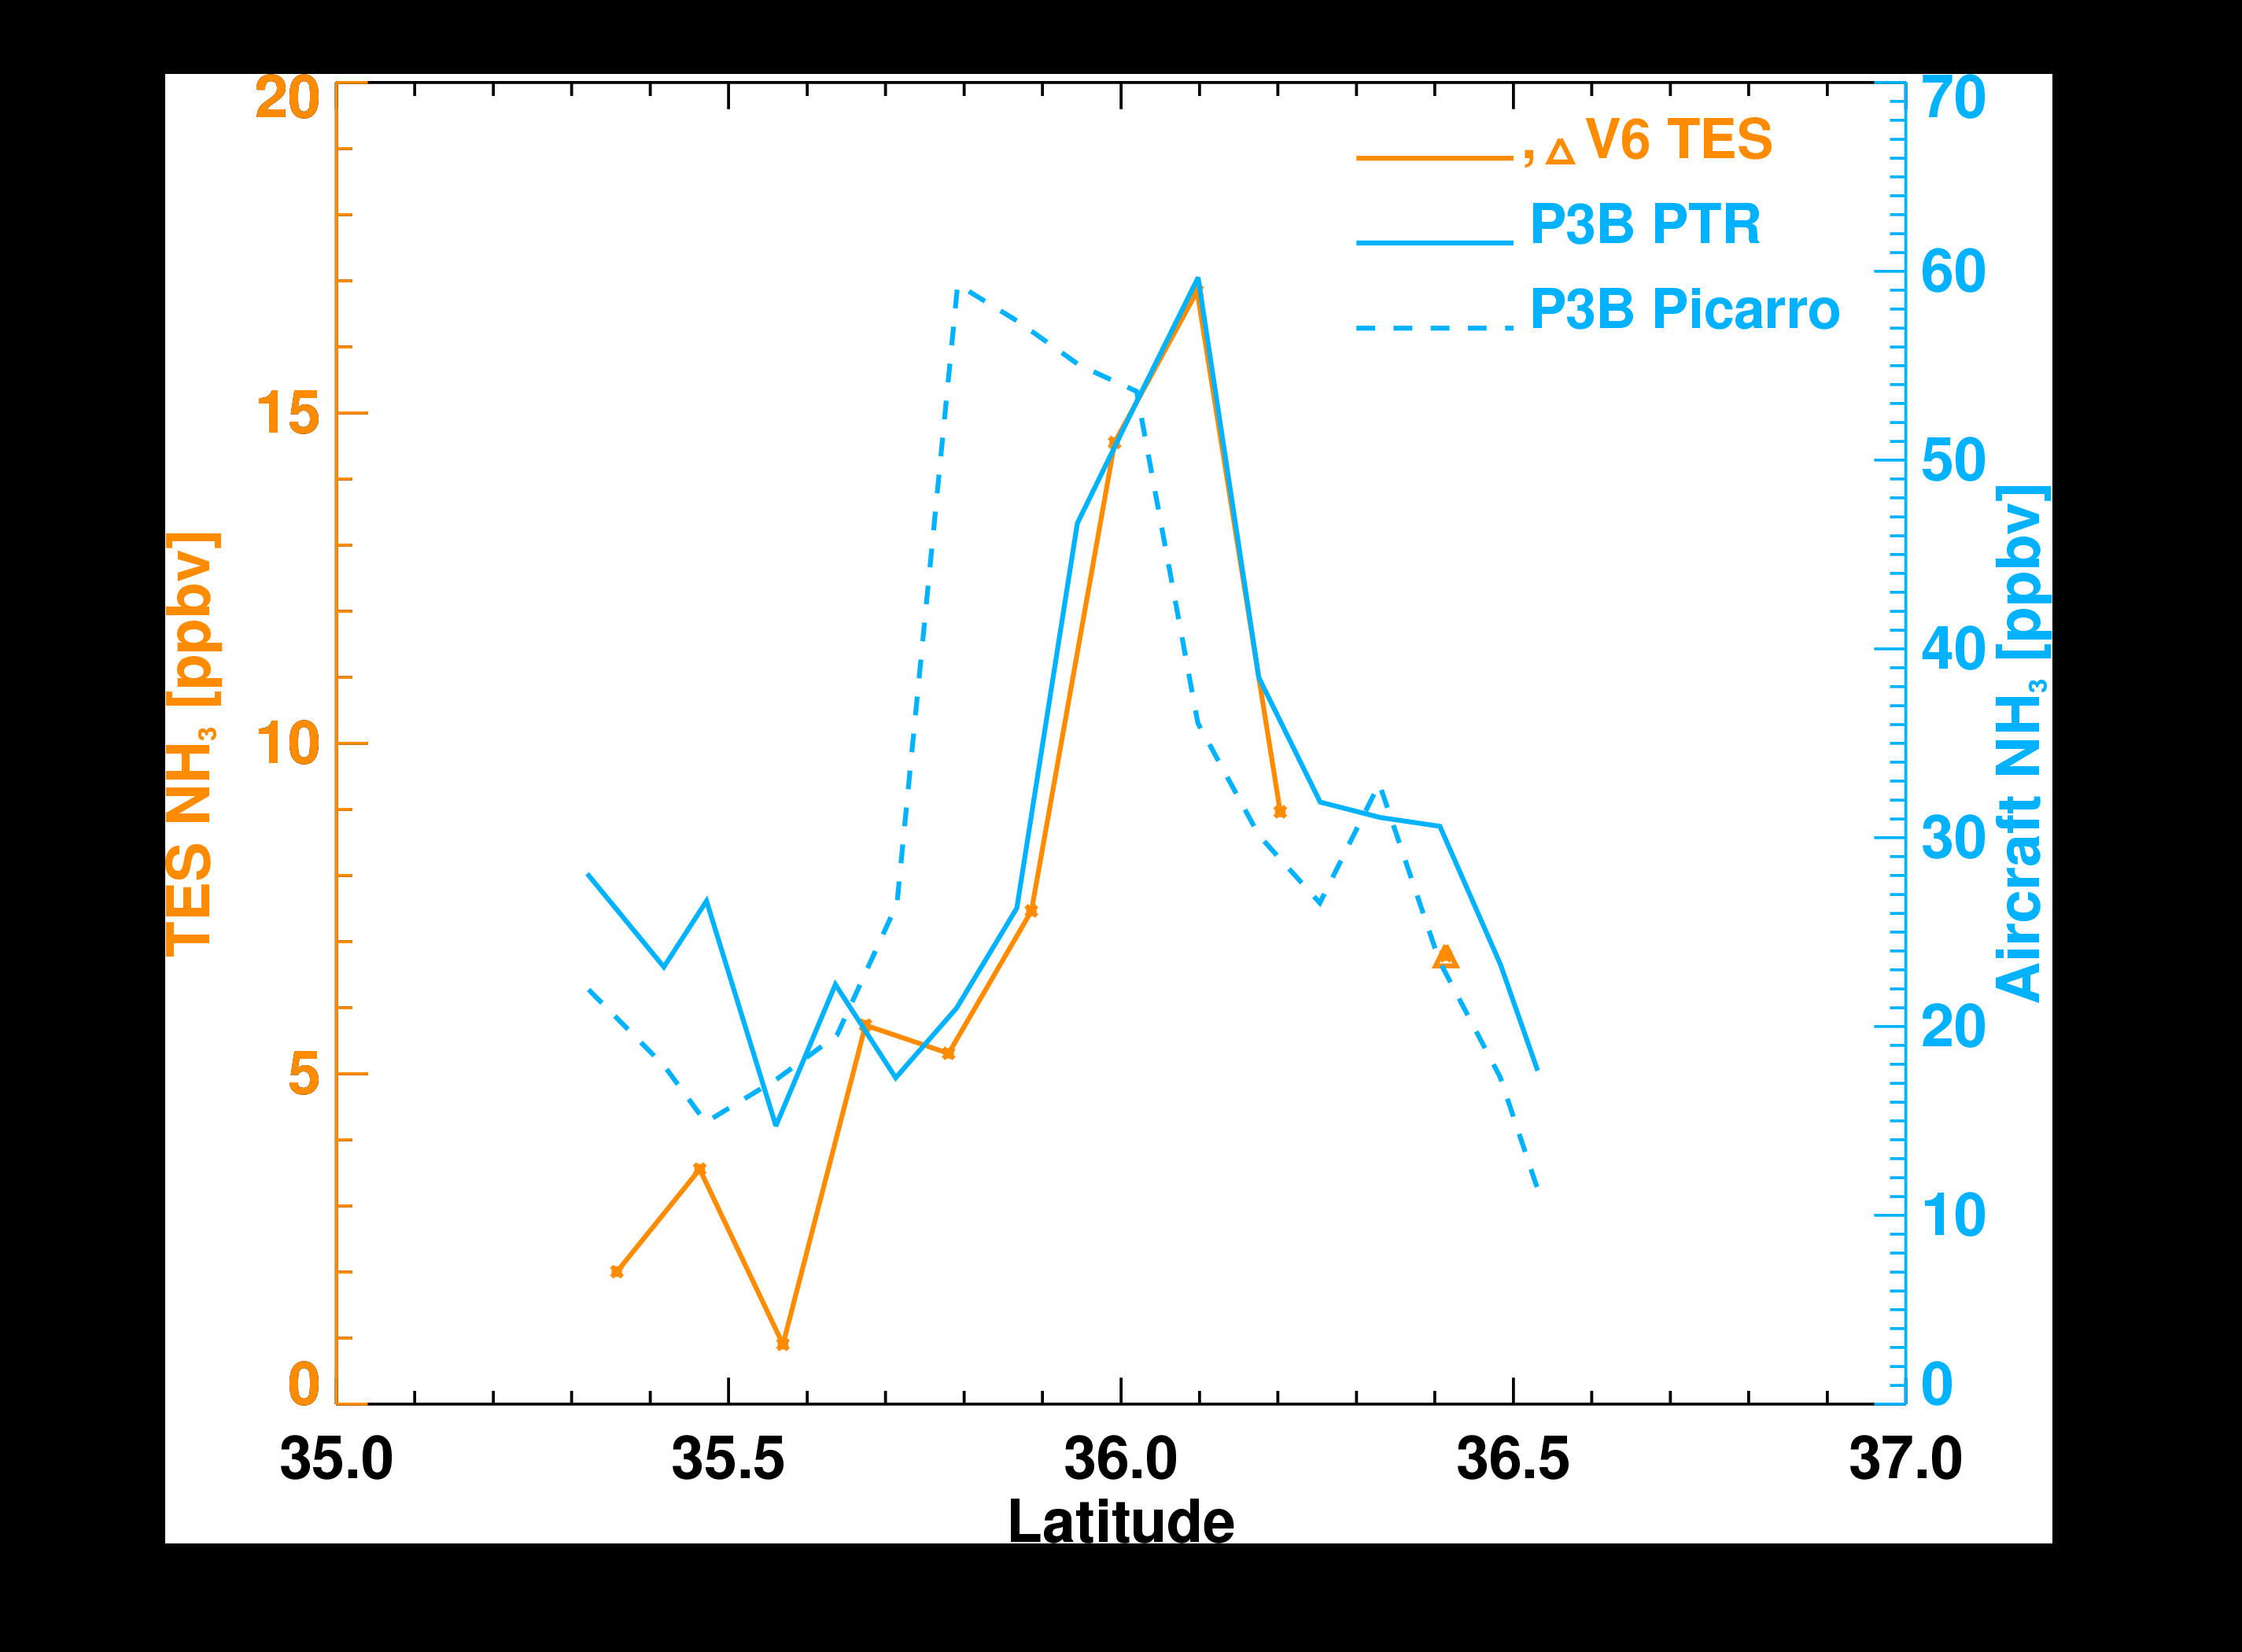 20
15
10
5
0
TES NH₃ [ppbv]
, △ V6 TES
P3B PTR
P3B Picarro
70
60
50
40
30
20
10
0
Aircraft NH₃ [ppbv]
35.0 35.5 36.0 36.5 37.0
Latitude